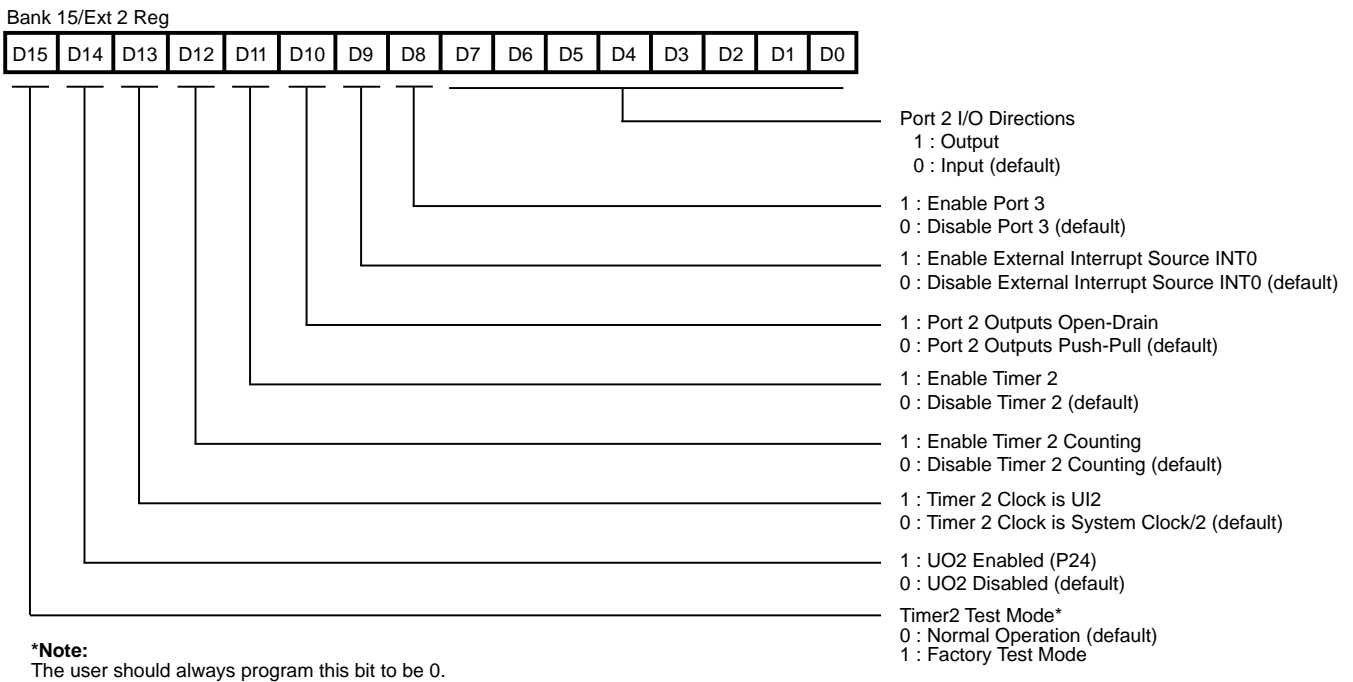 Bank 15/Ext 2 Reg
D15 D14 D13 D12 D11 D10 D9 D8 D7 D6 D5 D4 D3 D2 D1 D0
Port 2 I/O Directions
1 : Output
0 : Input (default)
1 : Enable Port 3
0 : Disable Port 3 (default)
1 : Enable External Interrupt Source INT0
0 : Disable External Interrupt Source INT0 (default)
1 : Port 2 Outputs Open-Drain
0 : Port 2 Outputs Push-Pull (default)
1 : Enable Timer 2
0 : Disable Timer 2 (default)
1 : Enable Timer 2 Counting
0 : Disable Timer 2 Counting (default)
1 : Timer 2 Clock is UI2
0 : Timer 2 Clock is System Clock/2 (default)
1 : UO2 Enabled (P24)
0 : UO2 Disabled (default)
Timer2 Test Mode*
0 : Normal Operation (default)
1 : Factory Test Mode
*Note:
The user should always program this bit to be 0.